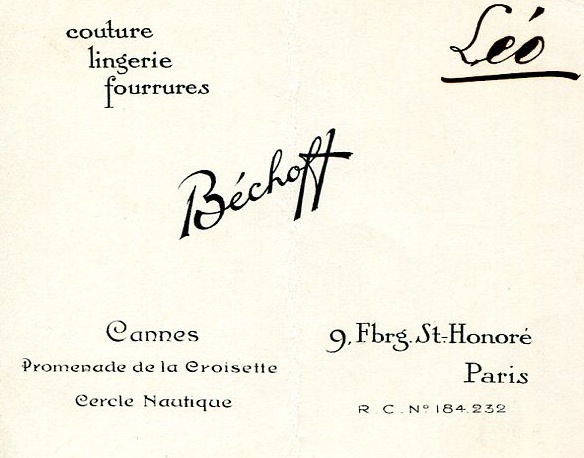 couture
lingerie
fourrures
Léo
Béchoff
Cannes
Promenade de la Croisette
Cercle Nautique
9, Fbrg. St-Honoré
Paris
R C. Nº 184.232